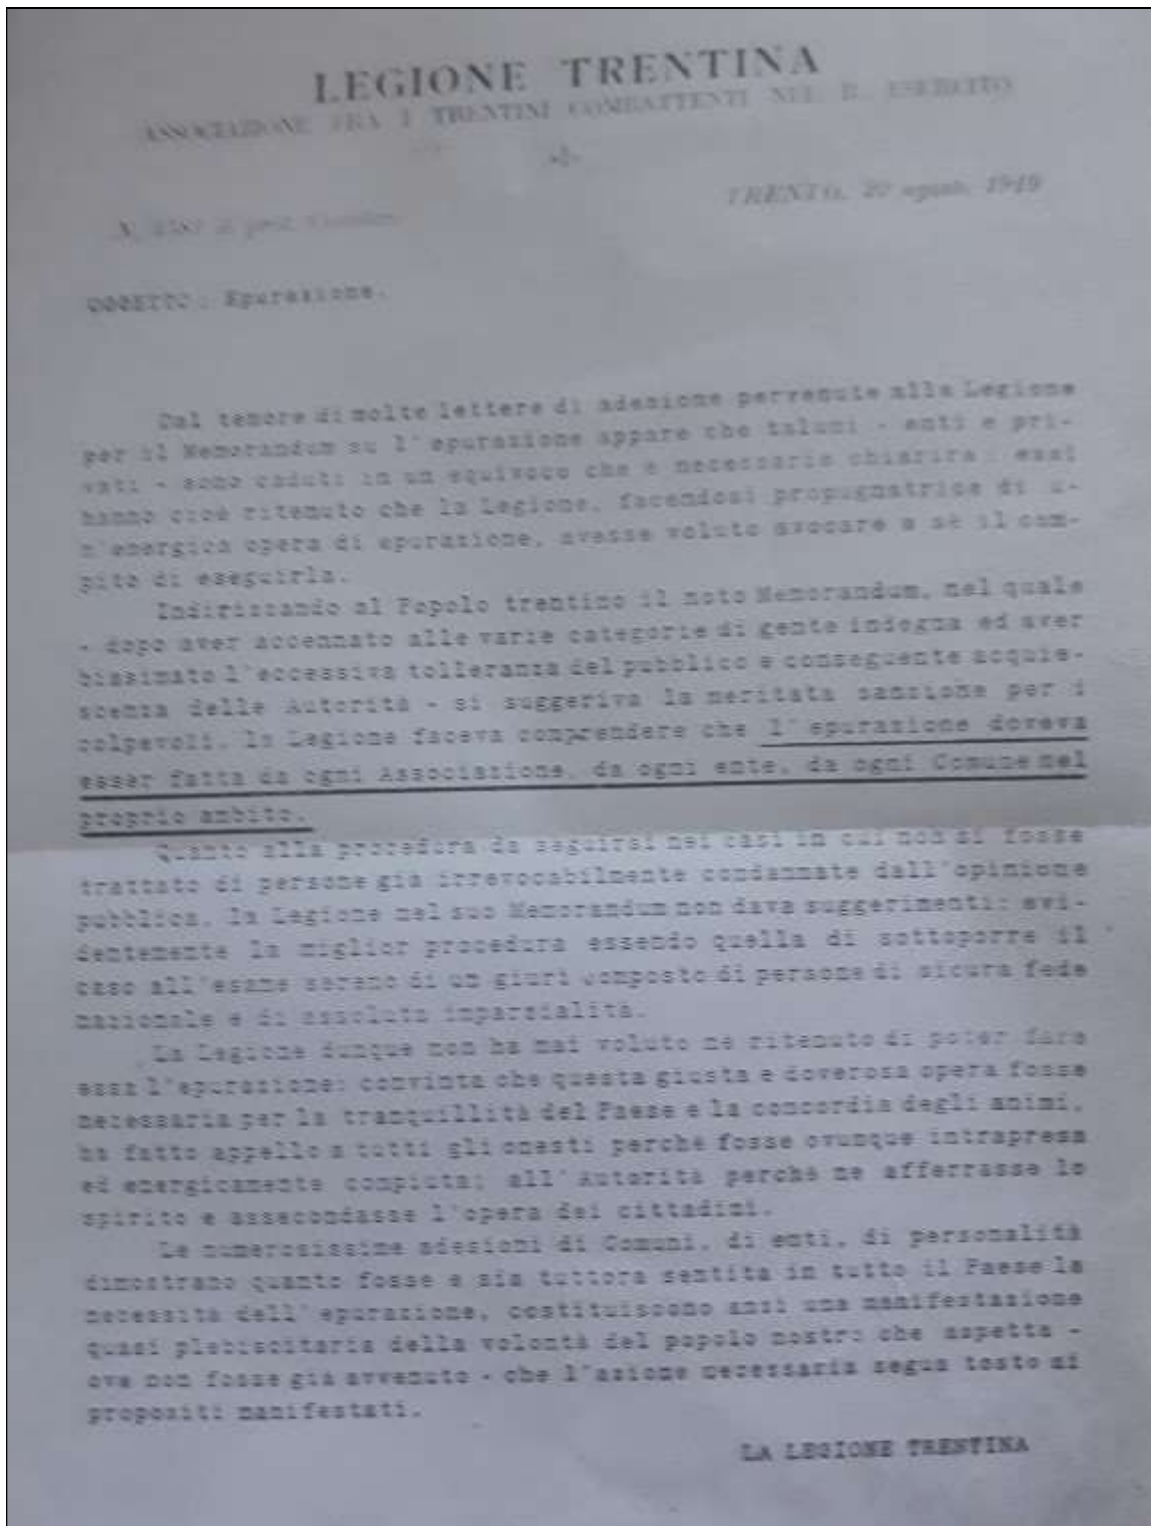 LEGIONE TRENTINA
ASSOCIAZIONE FRA I TRENTINI COMBATTENTI NEL R. ESERCITO
TRENTO, 20 agosto 1919
N. di prot.
OGGETTO: Epurazione.
Dal tenore di molte lettere di adesione pervenute alla Legione
per il Memorandum su l'epurazione appare che taluni - enti e pri-
vati - sono caduti in un equivoco che è necessario chiarire: essi
hanno cioè ritenuto che la Legione, facendosi propugnatrice di u-
n'energica opera di epurazione, avesse voluto avocare a sè il com-
pito di eseguirla.
Indirizzando al Popolo trentino il noto Memorandum, nel quale
- dopo aver accennato alle varie categorie di gente indegna ed aver
biasimato l'eccessiva tolleranza del pubblico e conseguente acquie-
scenza delle Autorità - si suggeriva la meritata sanzione per i
colpevoli, la Legione faceva comprendere che l'epurazione doveva
esser fatta da ogni Associazione, da ogni ente, da ogni Comune nel
proprio ambito.
Quanto alla procedura da seguirsi nei casi in cui non si fosse
trattato di persone già irrevocabilmente condannate dall'opinione
pubblica, la Legione nel suo Memorandum non dava suggerimenti: evi-
dentemente la miglior procedura essendo quella di sottoporre il
caso all'esame sereno di un giurì composto di persone di sicura fede
nazionale e di assoluta imparzialità.
La Legione dunque non ha mai voluto né ritenuto di poter fare
essa l'epurazione: convinta che questa giusta e doverosa opera fosse
necessaria per la tranquillità del Paese e la concordia degli animi,
ha fatto appello a tutti gli onesti perché fosse ovunque intrapresa
ed energicamente compiuta; all'Autorità perché ne afferrasse lo
spirito e assecondasse l'opera dei cittadini.
Le numerosissime adesioni di Comuni, di enti, di personalità
dimostrano quanto fosse e sia tuttora sentita in tutto il Paese la
necessità dell'epurazione, costituiscono anzi una manifestazione
quasi plebiscitaria della volontà del popolo nostro che aspetta -
ove non fosse già avvenuto - che l'azione necessaria segua tosto ai
propositi manifestati.
LA LEGIONE TRENTINA